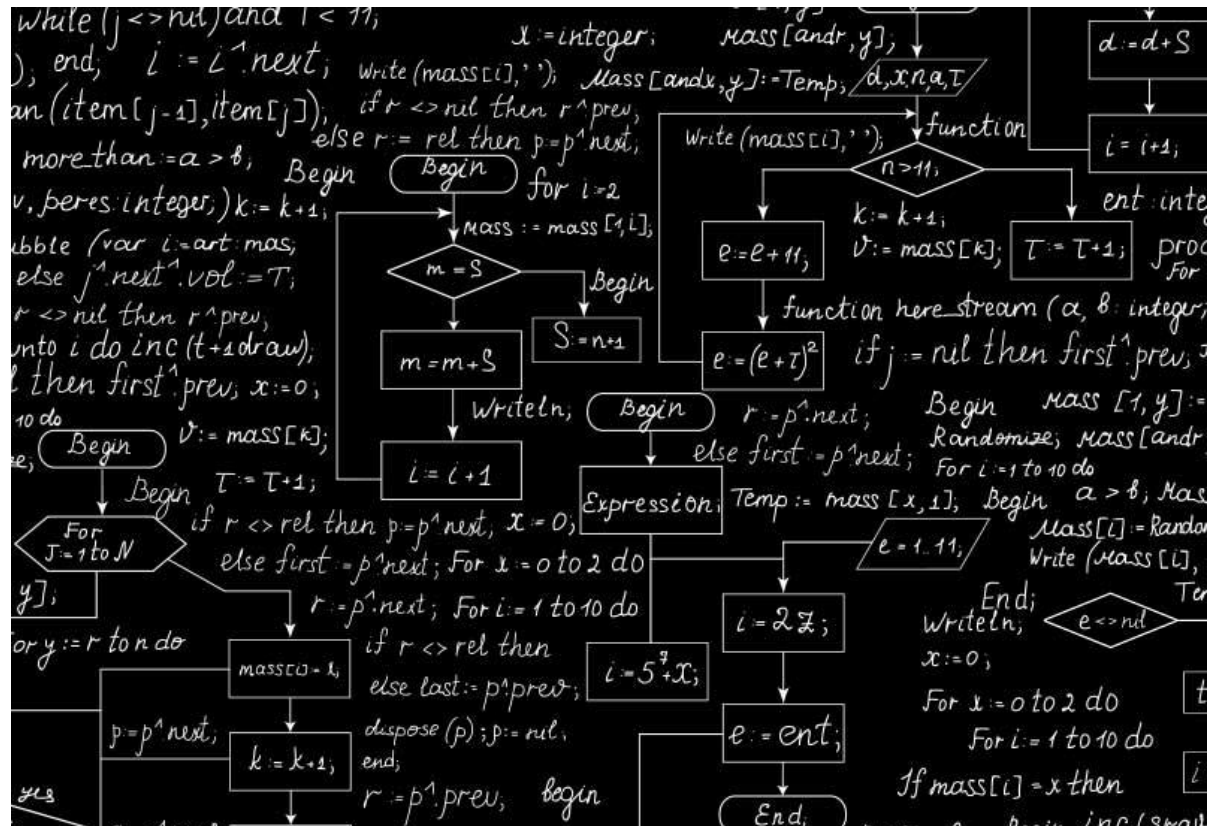 while (j <> nil) and i < 11;
); end; i := i^.next;
an (item[j-1], item[j]);
more_than := a > b;
Begin
v, peres: integer;) k := k+1;
ubble (var i := art: mas;
else j^.next^.vol := T;
r <> nil then r^prev,
unto i do inc (t+1draw);
l then first^.prev; x:=0;
10 do
Begin
v := mass[k];
Begin
τ := τ+1;
For
J:=1 to N
y];
for y := r to n do
p:=p^next;
yes
mass[i]=l;
k := k+1;
x := integer;
Write (mass[i],' ');
if r <> nil then r^prev;
else r := rel then p=p^.next;
Begin
for i=2
mass := mass [1,i];
m = S
Begin
S:=n+1
m = m+S
Writeln;
i = i+1
if r <> rel then p=p^next; x := 0;
else first =p^next; For x := 0 to 2 do
r :=p^.next; For i = 1 to 10 do
if r <> rel then
else last:= p^.prev;
dispose (p); p:= nil;
end;
r :=p^.prev;
begin
mass [andr, y];
Mass [andx, y]:=Temp;
d,x,n,a,τ
Write (mass[i],' ');
function
n>11;
e:=e+11;
k := k+1;
v:= mass[k];
τ := τ+1;
e:=(e+τ)²
function here_stream (a, b: integer;
if j := nil then first^.prev;
Begin
r :=p^.next;
else first =p^next;
Expression;
Temp := mass [x,1];
Begin
e = 1..11;
i = 2z;
i = 5⁷+x;
e := ent;
End;
d:=d+S
i = i+1;
ent: inte
proc
For
Begin
Mass [1,y]:=
Randomize; mass[andr
For i =1 to 10 do
a > b; Mas
Mass[i]:=Random
Write (mass[i],
End;
Writeln;
e <> nil
Tem
x:=0;
For x := 0 to 2 do
For i = 1 to 10 do
If mass[i]=x then
t
i